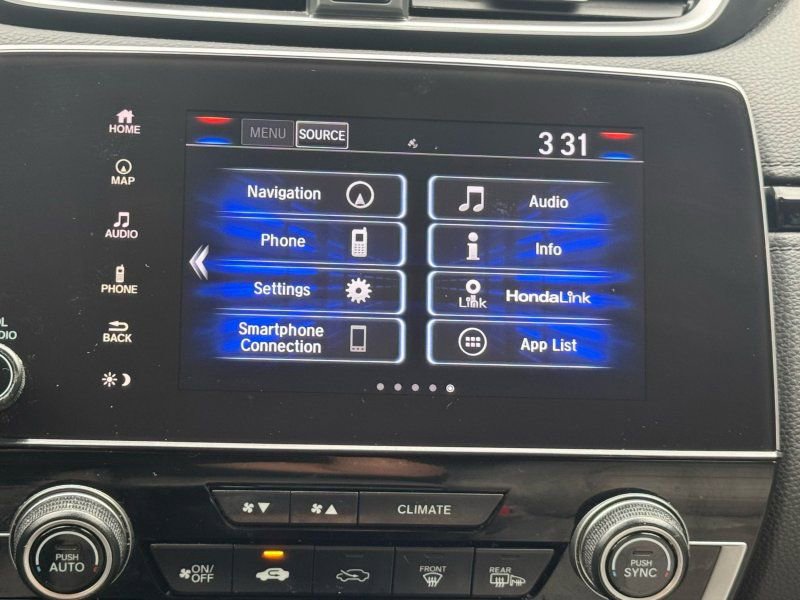 HOME
MAP
AUDIO
PHONE
BACK
MENU SOURCE
3 31
Navigation
Audio
Phone
Info
Settings
Link HondaLink
Smartphone
Connection
App List
CLIMATE
PUSH
AUTO
ON/
OFF
FRONT
REAR
PUSH
SYNC